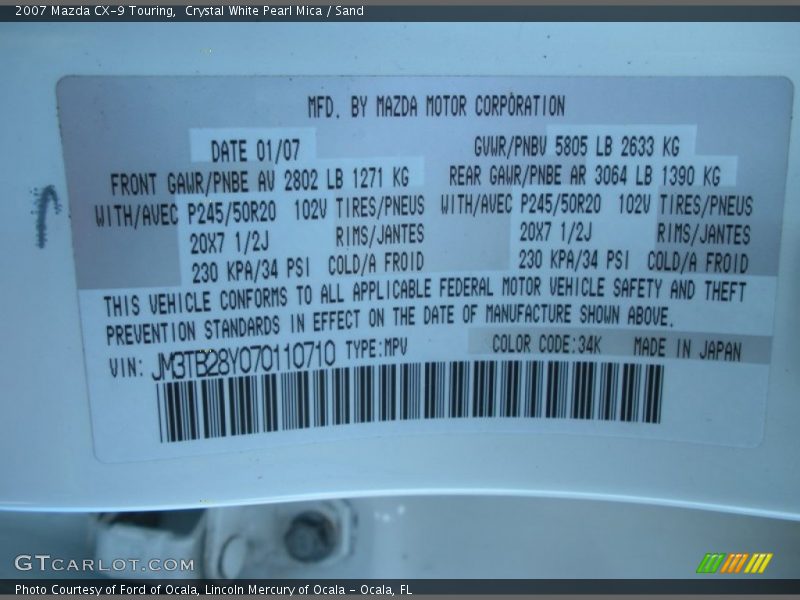 2007 Mazda CX-9 Touring,  Crystal White Pearl Mica / Sand
MFD. BY MAZDA MOTOR CORPORATION
DATE 01/07 GVWR/PNBV 5805 LB 2633 KG
FRONT GAWR/PNBE AV 2802 LB 1271 KG REAR GAWR/PNBE AR 3064 LB 1390 KG
WITH/AVEC P245/50R20 102V TIRES/PNEUS WITH/AVEC P245/50R20 102V TIRES/PNEUS
20X7 1/2J RIMS/JANTES 20X7 1/2J RIMS/JANTES
230 KPA/34 PSI COLD/A FROID 230 KPA/34 PSI COLD/A FROID
THIS VEHICLE CONFORMS TO ALL APPLICABLE FEDERAL MOTOR VEHICLE SAFETY AND THEFT
PREVENTION STANDARDS IN EFFECT ON THE DATE OF MANUFACTURE SHOWN ABOVE.
VIN: JM3TB28Y070110710 TYPE:MPV COLOR CODE:34K MADE IN JAPAN
GTCARLOT.COM
Photo Courtesy of Ford of Ocala, Lincoln Mercury of Ocala - Ocala, FL